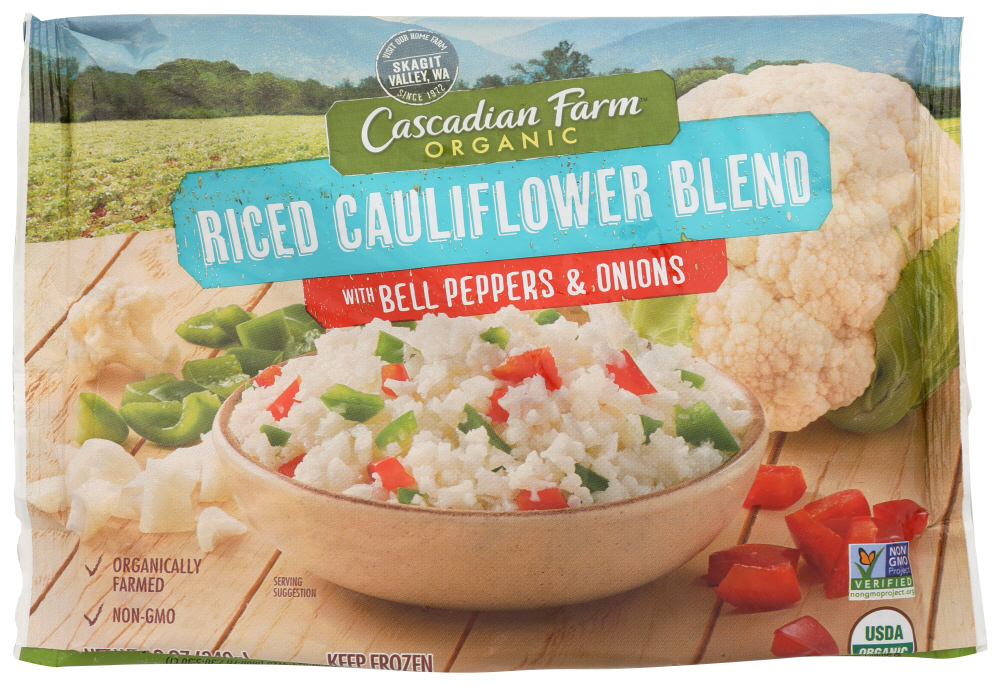 VISIT OUR HOME FARM
SKAGIT
VALLEY, WA
SINCE 1972
Cascadian Farm™
ORGANIC
RICED CAULIFLOWER BLEND
WITH BELL PEPPERS & ONIONS
✓ ORGANICALLY
FARMED
✓ NON-GMO
SERVING
SUGGESTION
NON
GMO
Project
VERIFIED
nongmoproject.org
USDA
ORGANIC
KEEP FROZEN